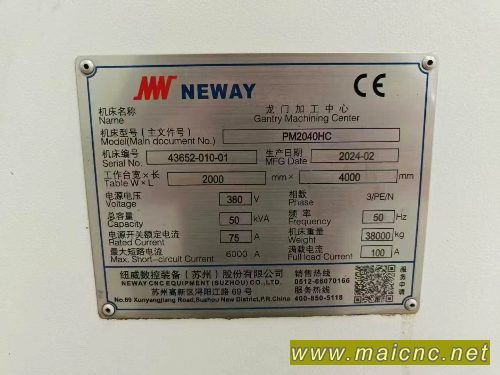 NEWAY CE
机床名称 龙门加工中心
Name Gantry Machining Center
机床型号(主文件号) PM2040HC
Model(Main document No.)
机床编号 43652-010-01 生产日期 2024-02
Serial No. MFG Date
工作台宽×长 2000 mm× 4000 mm
Table W×L
电源电压 380 V 相数 3/PE/N
Voltage Phase
总容量 50 kVA 频率 50 Hz
Capacity Frequency
电源开关额定电流 75 A 机床重量 38000 kg
Rated Current Weight
最大短路电流 6000 A 满载电流 100 A
Max. Short-circuit Current Full load Current
纽威数控装备(苏州)股份有限公司 销售热线
NEWAY CNC EQUIPMENT (SUZHOU) CO.,LTD. 0512-66070166
苏州高新区浔阳江路 69 号 服务热线
No.69 Xunyangjiang Road,Suzhou New District,P.R.China 400-850-5118
服务申请
www.maicnc.net